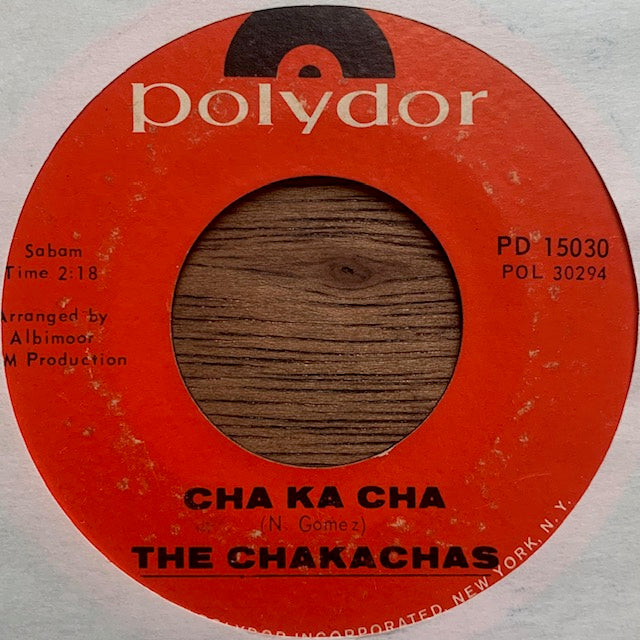 polydor
Sabam
Time 2:18
PD 15030
POL 30294
Arranged by
Albimoor
M Production
CHA KA CHA
(N. Gomez)
THE CHAKACHAS
POLYDOR INCORPORATED, NEW YORK, N. Y.